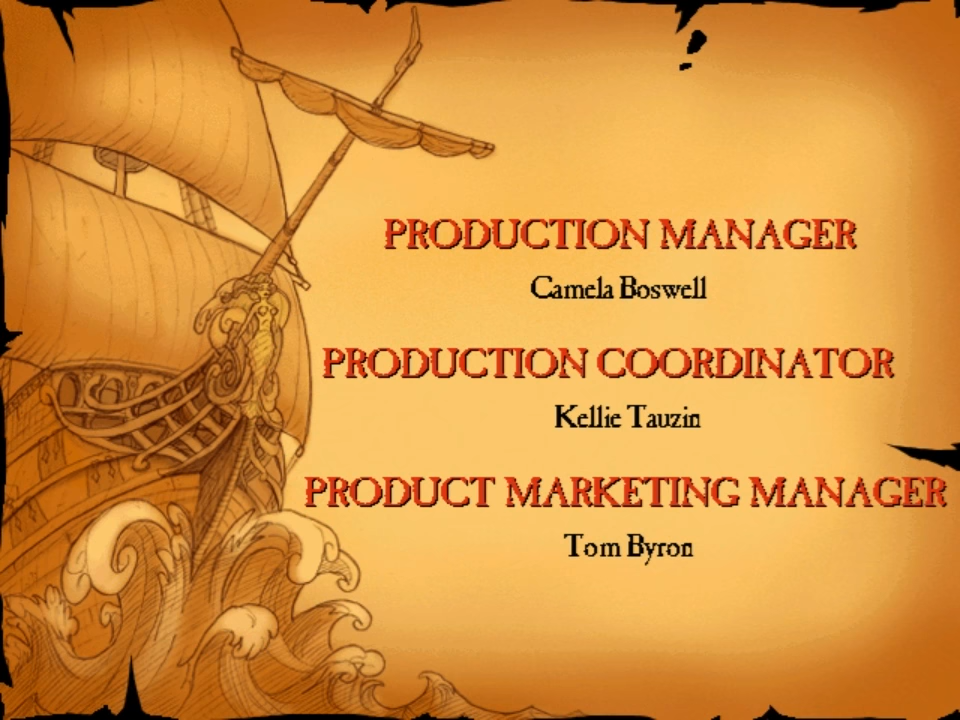 PRODUCTION MANAGER
Camela Boswell
PRODUCTION COORDINATOR
Kellie Tauzin
PRODUCT MARKETING MANAGER
Tom Byron